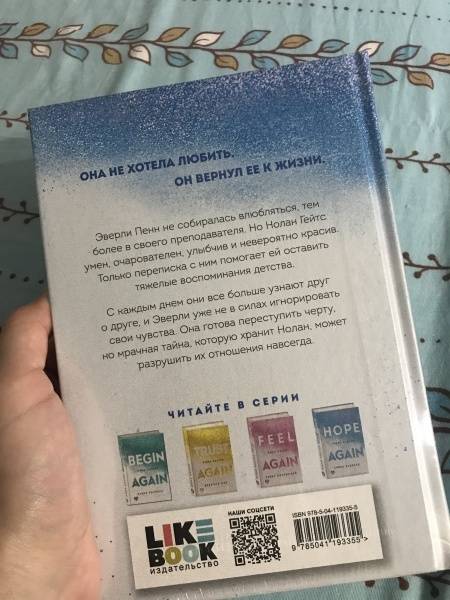 ОНА НЕ ХОТЕЛА ЛЮБИТЬ.
ОН ВЕРНУЛ ЕЕ К ЖИЗНИ.
Эверли Пенн не собиралась влюбляться, тем
более в своего преподавателя. Но Нолан Гейтс
умен, очарователен, улыбчив и невероятно красив.
Только переписка с ним помогает ей оставить
тяжелые воспоминания детства.
С каждым днем они все больше узнают друг
о друге, и Эверли уже не в силах игнорировать
свои чувства. Она готова переступить черту,
но мрачная тайна, которую хранит Нолан, может
разрушить их отношения навсегда.
ЧИТАЙТЕ В СЕРИИ
BEGIN
AGAIN
TRUST
AGAIN
FEEL
AGAIN
HOPE
AGAIN
LIKE
BOOK
ИЗДАТЕЛЬСТВО
НАШИ СОЦСЕТИ
ISBN 978-5-04-119335-5
9 785041 193355 >